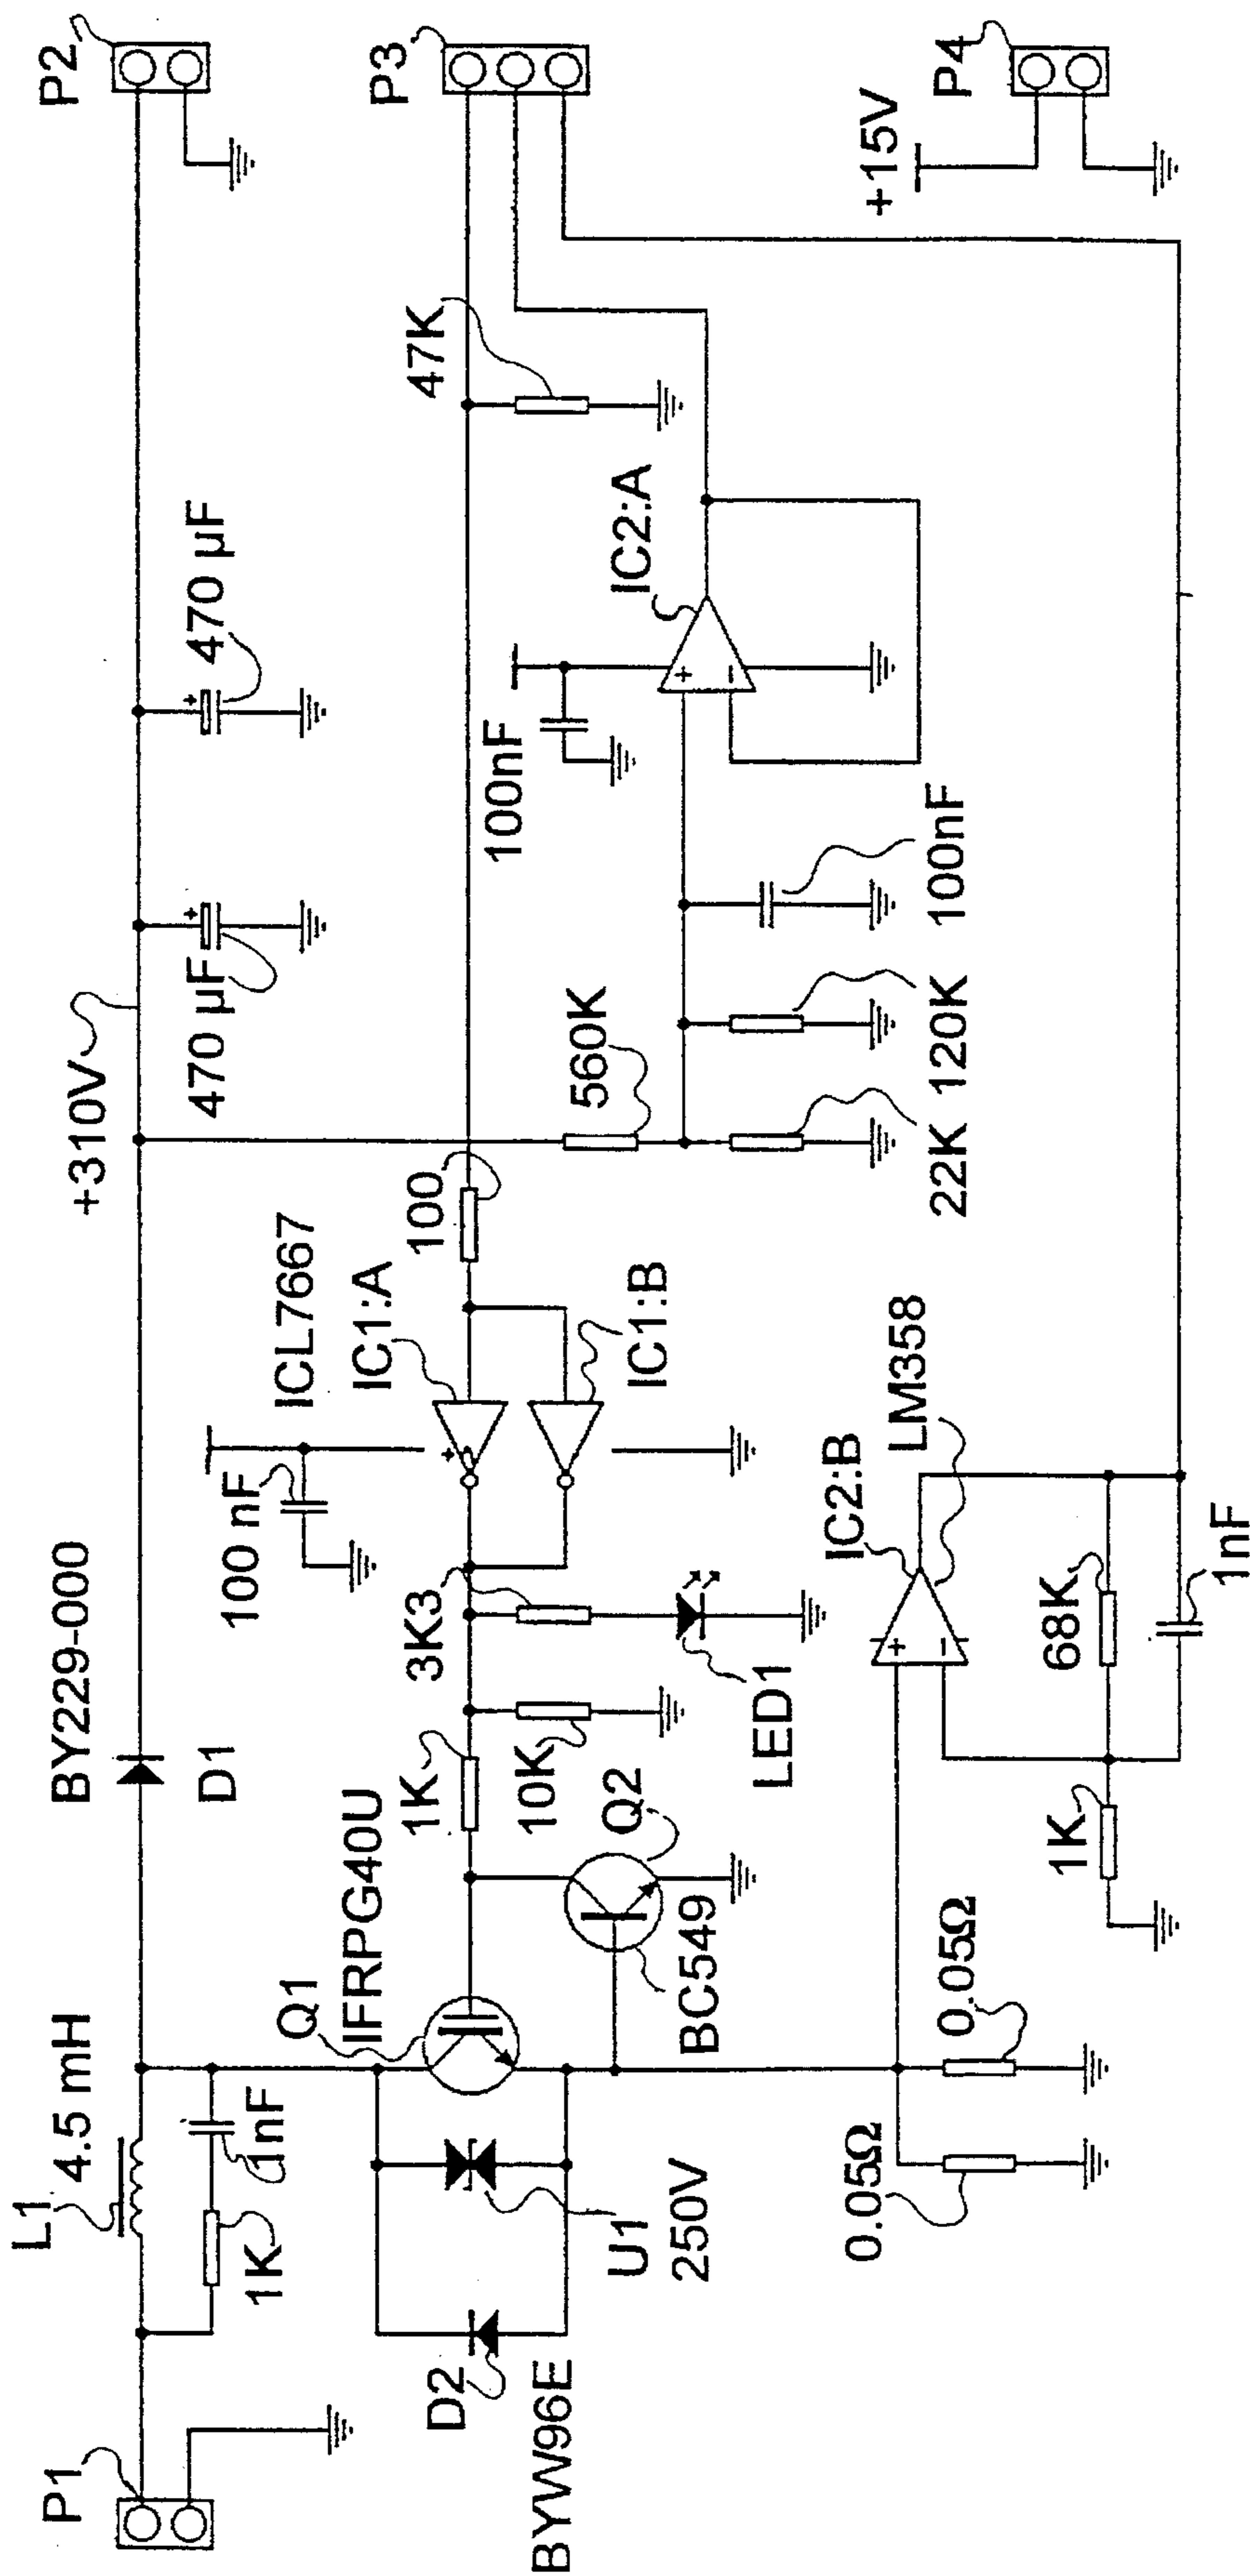 P1
L1
4.5 mH
1K
1nF
BY229-000
D1
+310V
470 µF
470 µF
P2
Q1
IFRPG40U
D2
BYW96E
U1
250V
1K
10K
3K3
LED1
Q2
BC549
100 nF
ICL7667
IC1:A
IC1:B
100
47K
P3
560K
22K
120K
100nF
100nF
+
−
IC2:A
0.05Ω
0.05Ω
1K
68K
1nF
+
−
IC2:B
LM358
+15V
P4